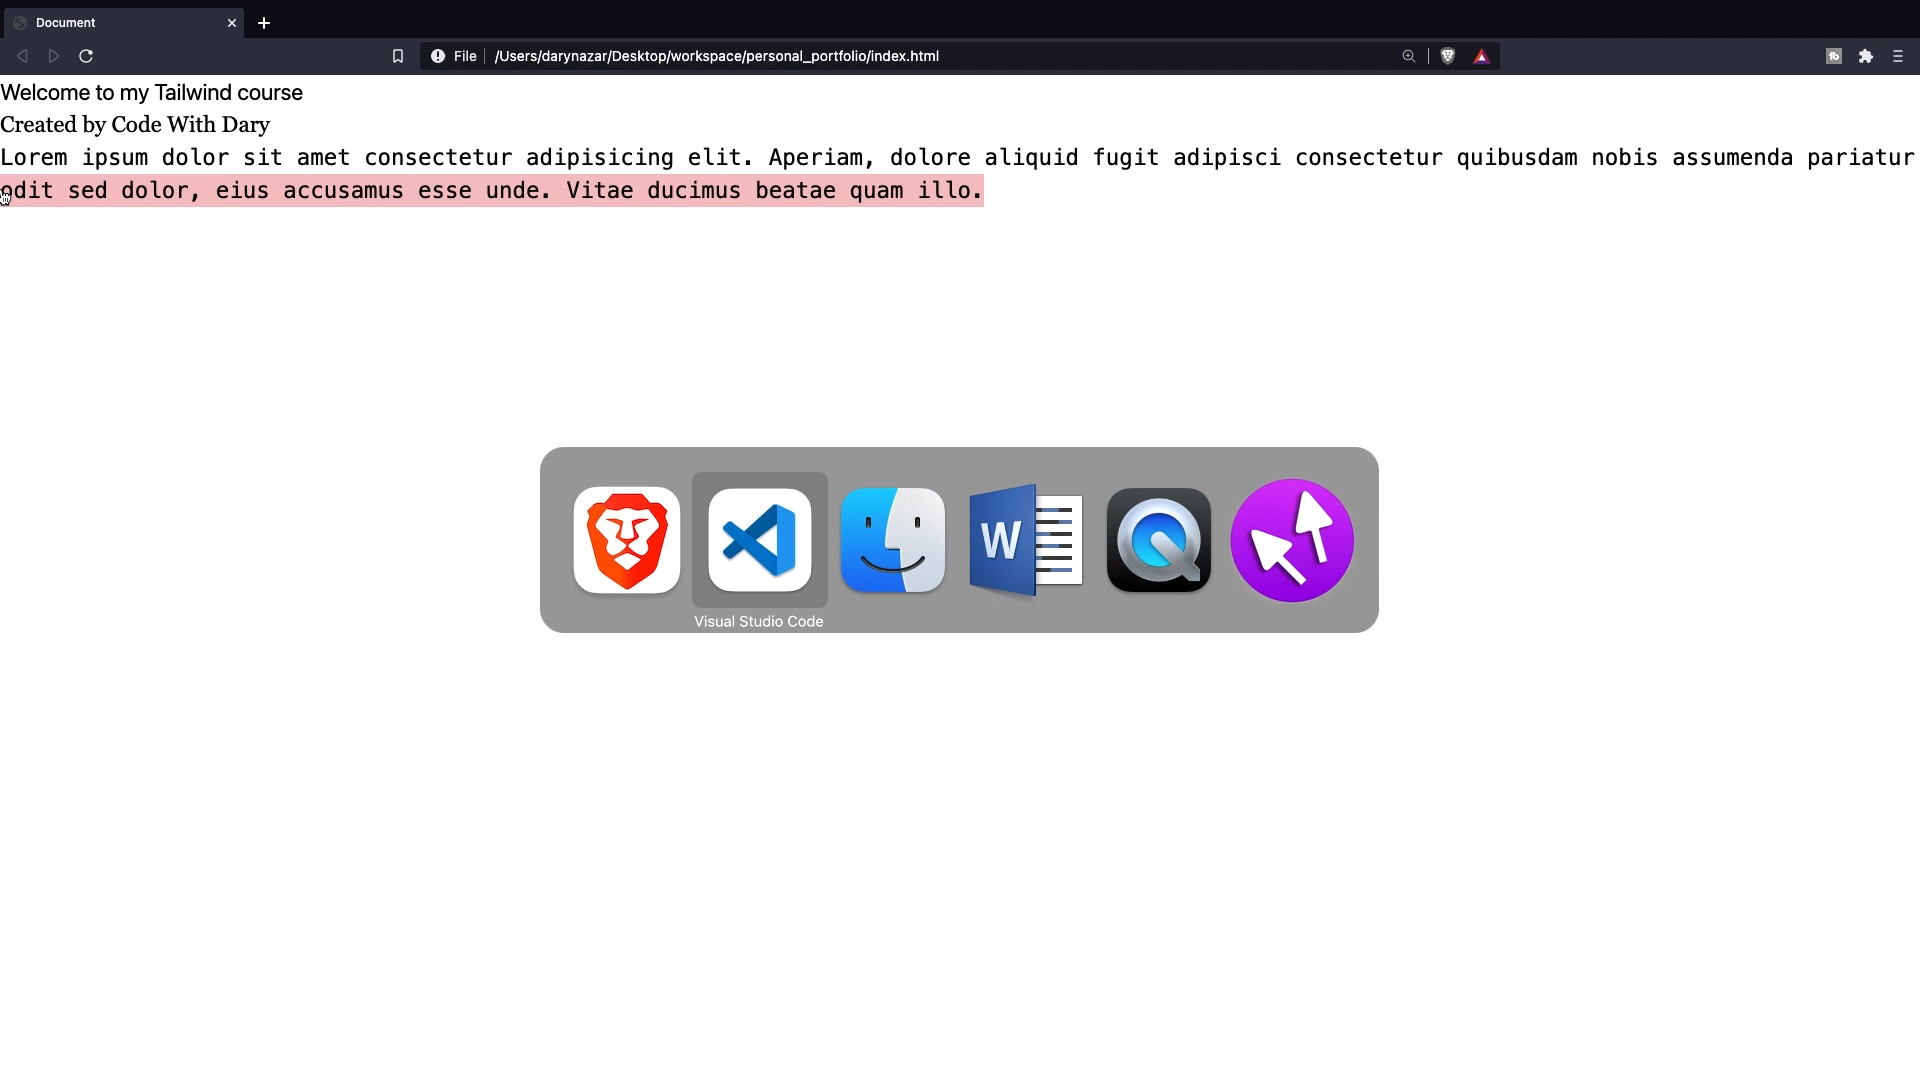 Document
File /Users/darynazar/Desktop/workspace/personal_portfolio/index.html
Welcome to my Tailwind course
Created by Code With Dary
Lorem ipsum dolor sit amet consectetur adipisicing elit. Aperiam, dolore aliquid fugit adipisci consectetur quibusdam nobis assumenda pariatur
odit sed dolor, eius accusamus esse unde. Vitae ducimus beatae quam illo.
W
Visual Studio Code